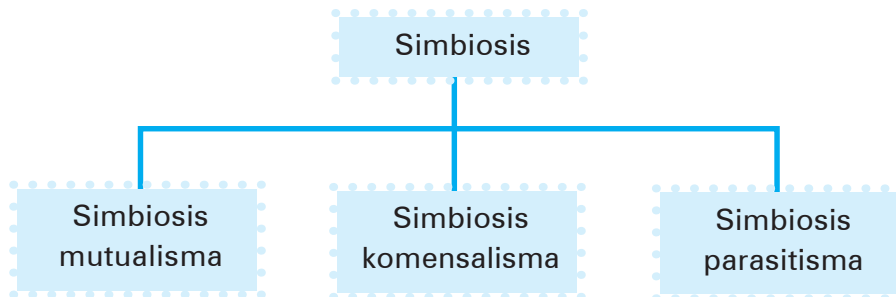 Simbiosis
Simbiosis
mutualisma
Simbiosis
komensalisma
Simbiosis
parasitisma